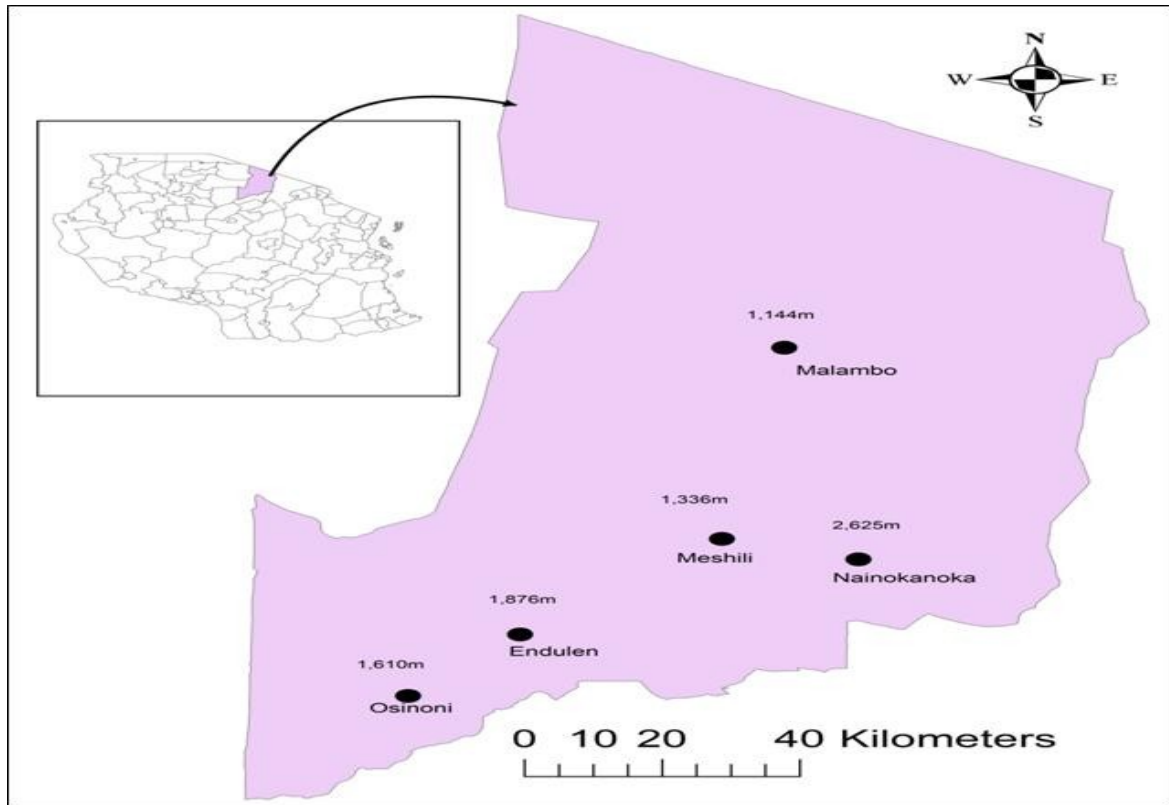 N
W E
S
1,144m
Malambo
1,336m
Meshili
2,625m
Nainokanoka
1,876m
Endulen
1,610m
Osinoni
0 10 20 40 Kilometers